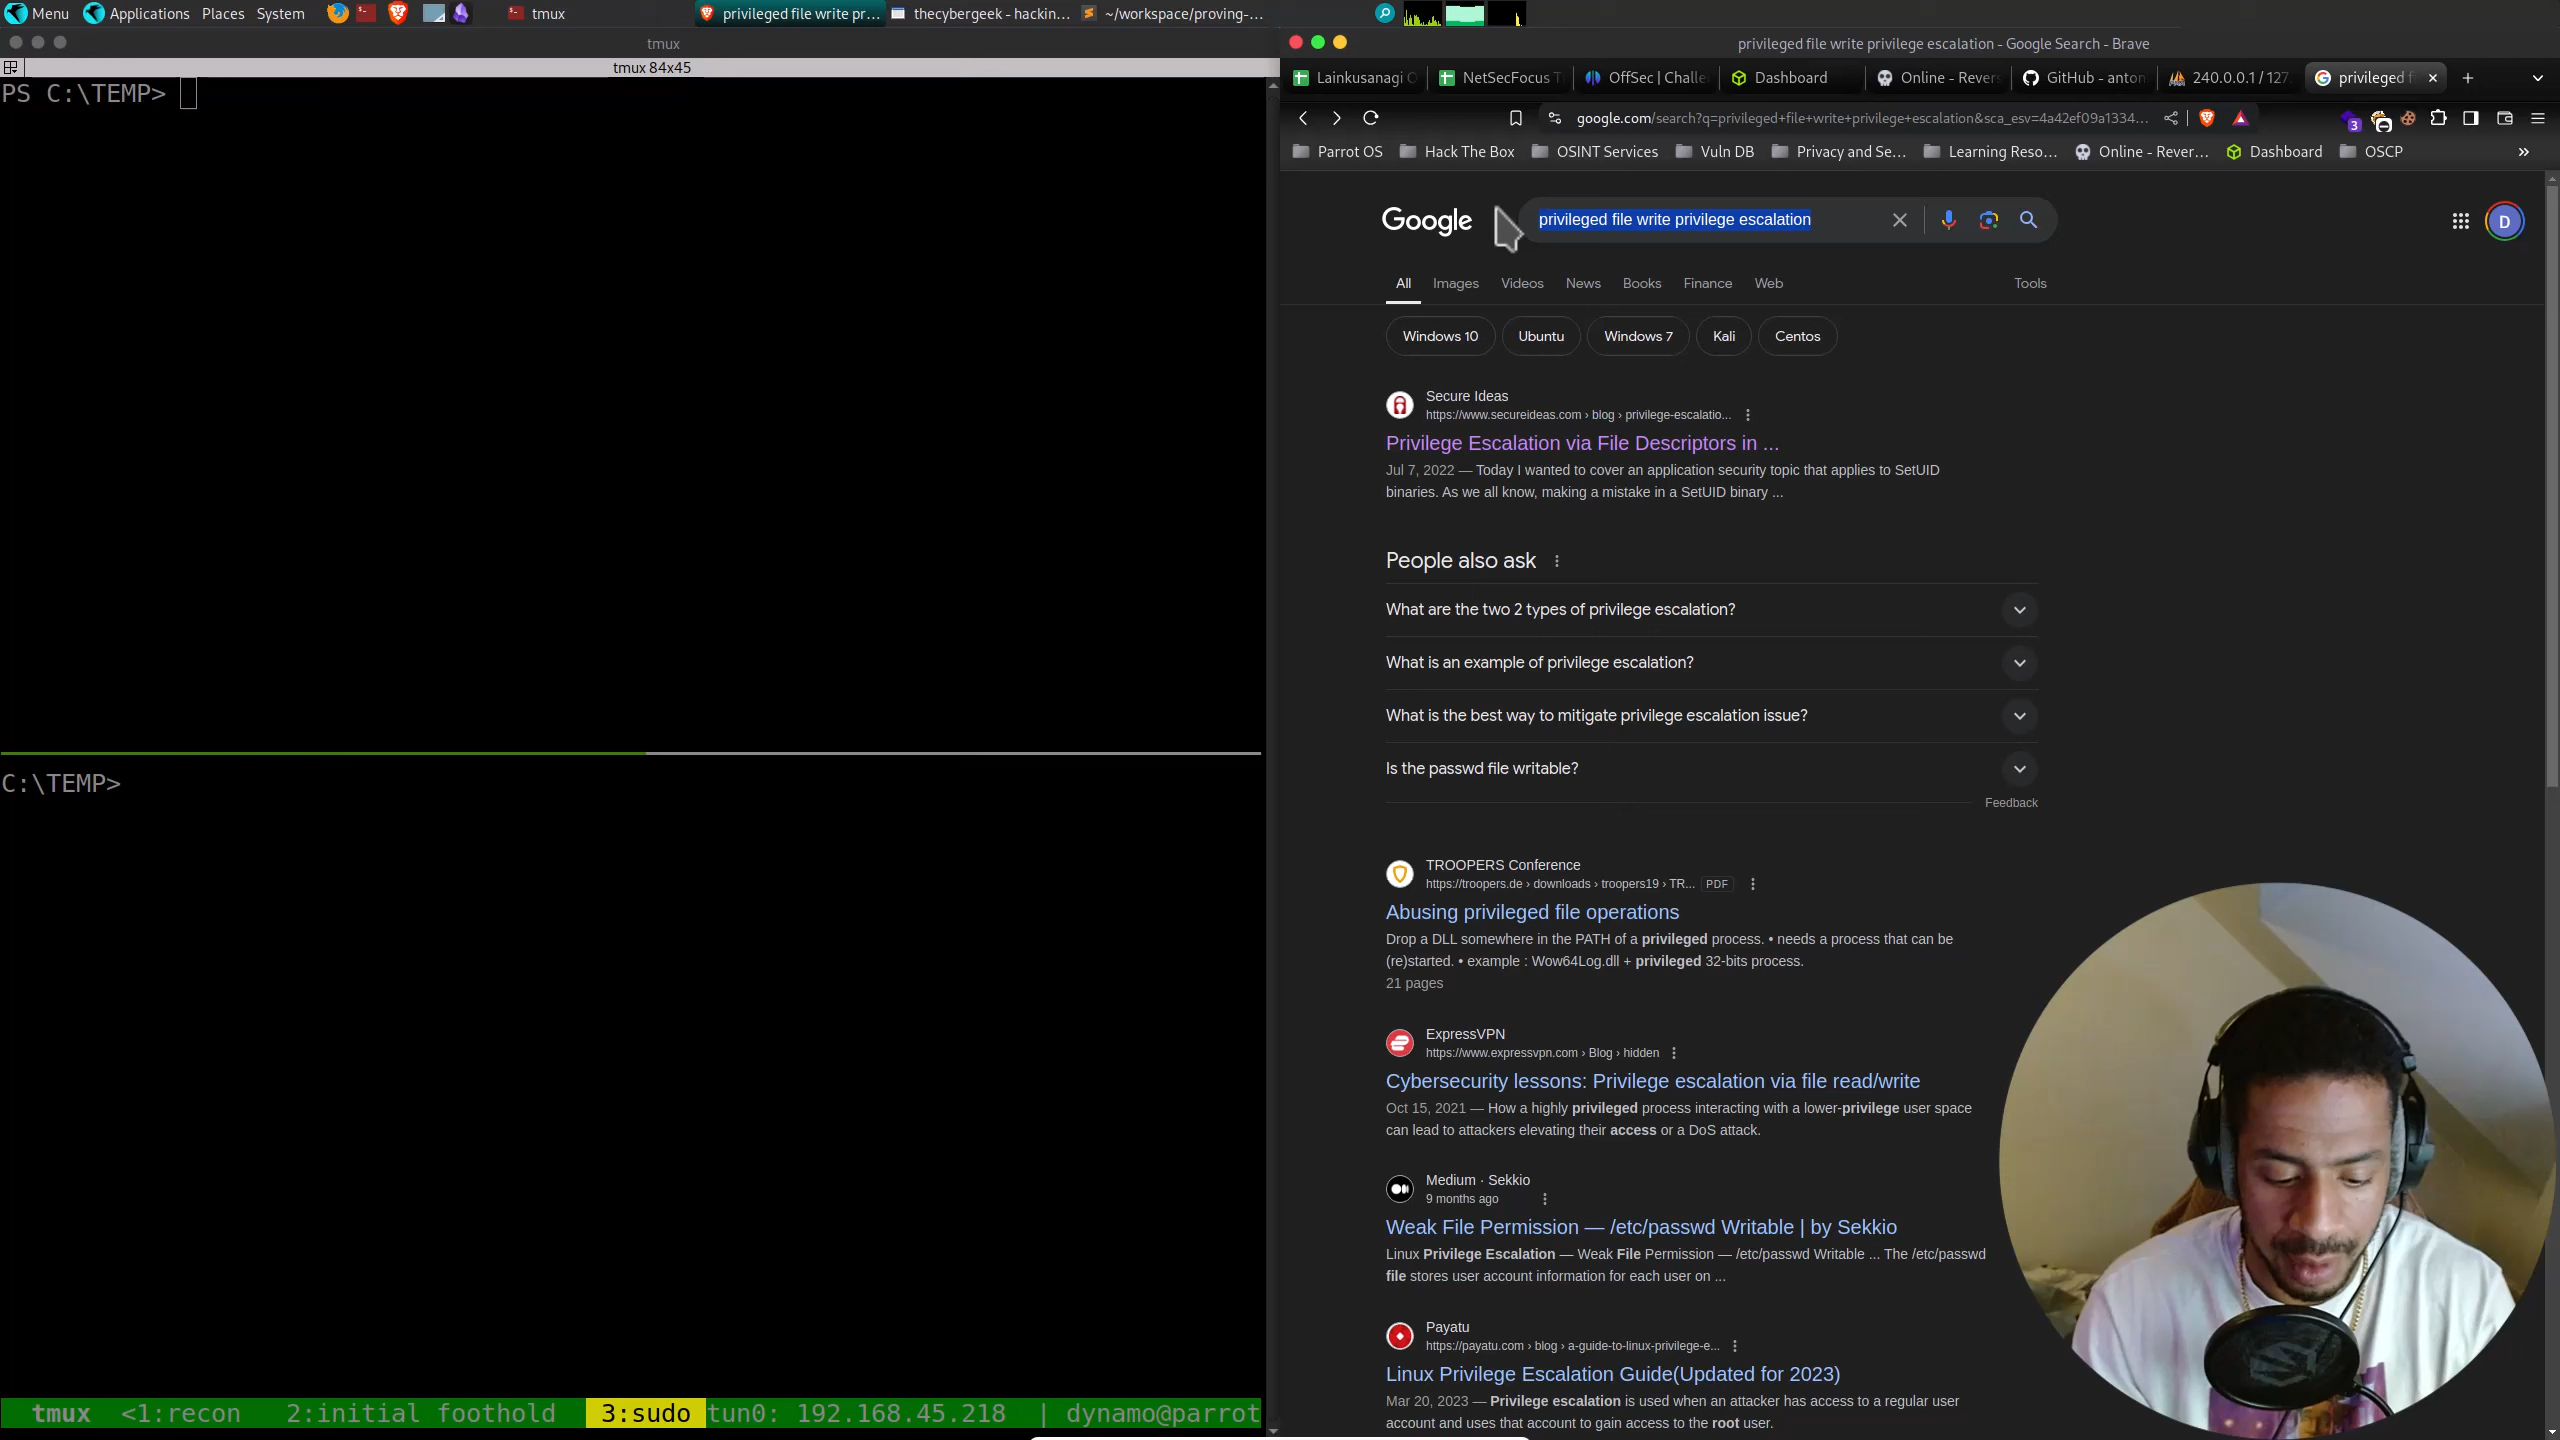 Menu Applications Places System tmux privileged file write pr... thecybergeek - hackin... ~/workspace/proving-...
tmux
tmux 84x45
PS C:\TEMP>
C:\TEMP>
tmux <1:recon 2:initial foothold 3:sudo tun0: 192.168.45.218 | dynamo@parrot
privileged file write privilege escalation - Google Search - Brave
Lainkusanagi O NetSecFocus T OffSec | Challe Dashboard Online - Revers GitHub - anton 240.0.0.1 / 127. privileged f
google.com/search?q=privileged+file+write+privilege+escalation&sca_esv=4a42ef09a1334...
3
Parrot OS Hack The Box OSINT Services Vuln DB Privacy and Se... Learning Reso... Online - Rever... Dashboard OSCP »
Google privileged file write privilege escalation
D
All Images Videos News Books Finance Web Tools
Windows 10 Ubuntu Windows 7 Kali Centos
Secure Ideas
https://www.secureideas.com › blog › privilege-escalatio...
Privilege Escalation via File Descriptors in ...
Jul 7, 2022 — Today I wanted to cover an application security topic that applies to SetUID
binaries. As we all know, making a mistake in a SetUID binary ...
People also ask
What are the two 2 types of privilege escalation?
What is an example of privilege escalation?
What is the best way to mitigate privilege escalation issue?
Is the passwd file writable?
Feedback
TROOPERS Conference
https://troopers.de › downloads › troopers19 › TR... PDF
Abusing privileged file operations
Drop a DLL somewhere in the PATH of a privileged process. • needs a process that can be
(re)started. • example : Wow64Log.dll + privileged 32-bits process.
21 pages
ExpressVPN
https://www.expressvpn.com › Blog › hidden
Cybersecurity lessons: Privilege escalation via file read/write
Oct 15, 2021 — How a highly privileged process interacting with a lower-privilege user space
can lead to attackers elevating their access or a DoS attack.
Medium · Sekkio
9 months ago
Weak File Permission — /etc/passwd Writable | by Sekkio
Linux Privilege Escalation — Weak File Permission — /etc/passwd Writable ... The /etc/passwd
file stores user account information for each user on ...
Payatu
https://payatu.com › blog › a-guide-to-linux-privilege-e...
Linux Privilege Escalation Guide(Updated for 2023)
Mar 20, 2023 — Privilege escalation is used when an attacker has access to a regular user
account and uses that account to gain access to the root user.